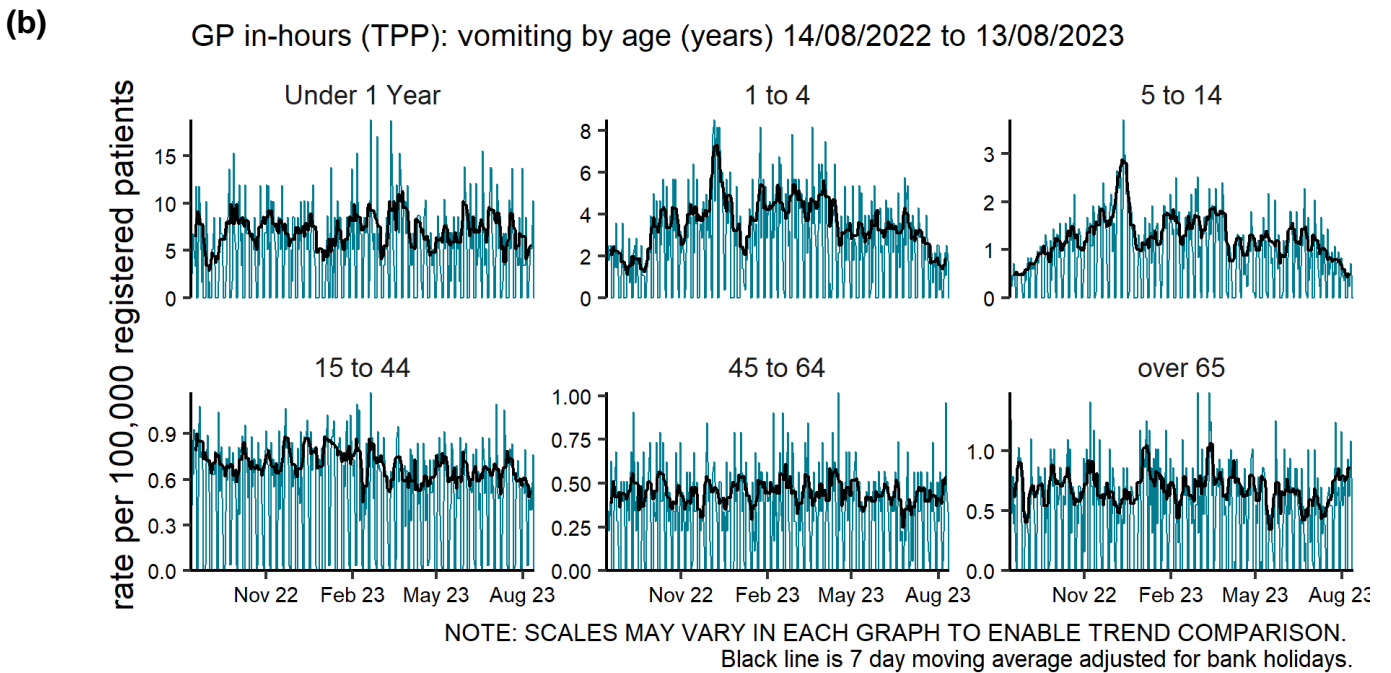 (b)
GP in-hours (TPP): vomiting by age (years) 14/08/2022 to 13/08/2023
rate per 100,000 registered patients
Under 1 Year
15
10
5
0
1 to 4
8
6
4
2
0
5 to 14
3
2
1
0
15 to 44
0.9
0.6
0.3
0.0
Nov 22 Feb 23 May 23 Aug 23
45 to 64
1.00
0.75
0.50
0.25
0.00
Nov 22 Feb 23 May 23 Aug 23
over 65
1.0
0.5
0.0
Nov 22 Feb 23 May 23 Aug 23
NOTE: SCALES MAY VARY IN EACH GRAPH TO ENABLE TREND COMPARISON.
Black line is 7 day moving average adjusted for bank holidays.